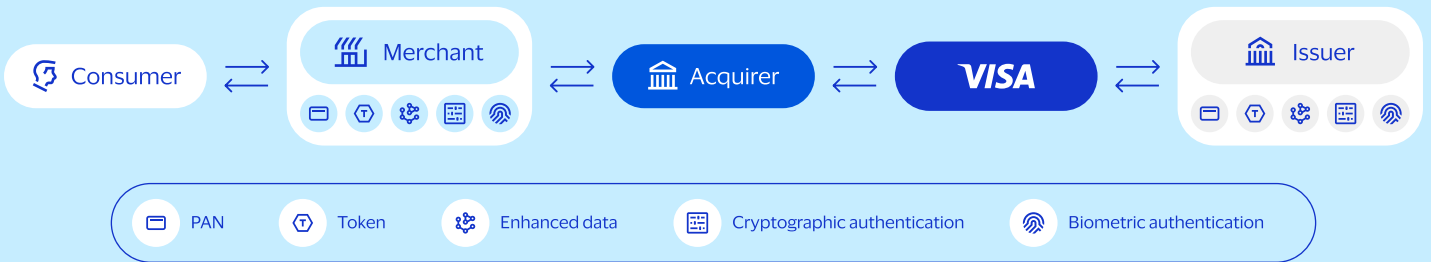 Consumer
Merchant
Acquirer
VISA
Issuer
T
T
PAN
T
Token
Enhanced data
Cryptographic authentication
Biometric authentication